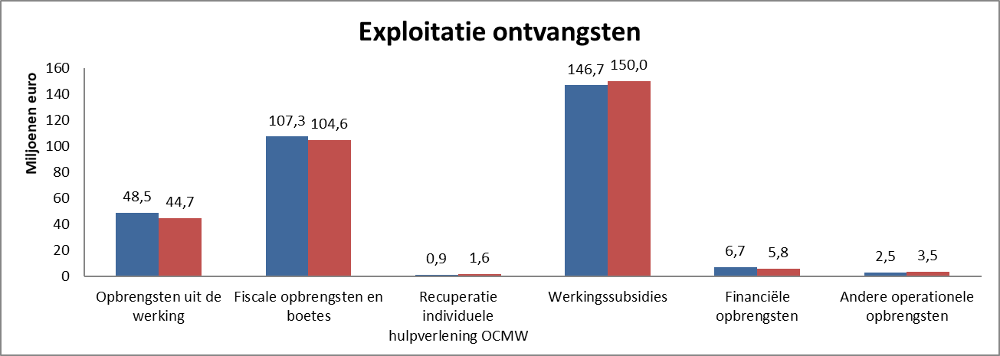 Exploitatie ontvangsten
Miljoenen euro
160
140
120
100
80
60
40
20
0
48,5
44,7
107,3
104,6
0,9
1,6
146,7
150,0
6,7
5,8
2,5
3,5
Opbrengsten uit de
werking
Fiscale opbrengsten en
boetes
Recuperatie
individuele
hulpverlening OCMW
Werkingssubsidies
Financiële
opbrengsten
Andere operationele
opbrengsten